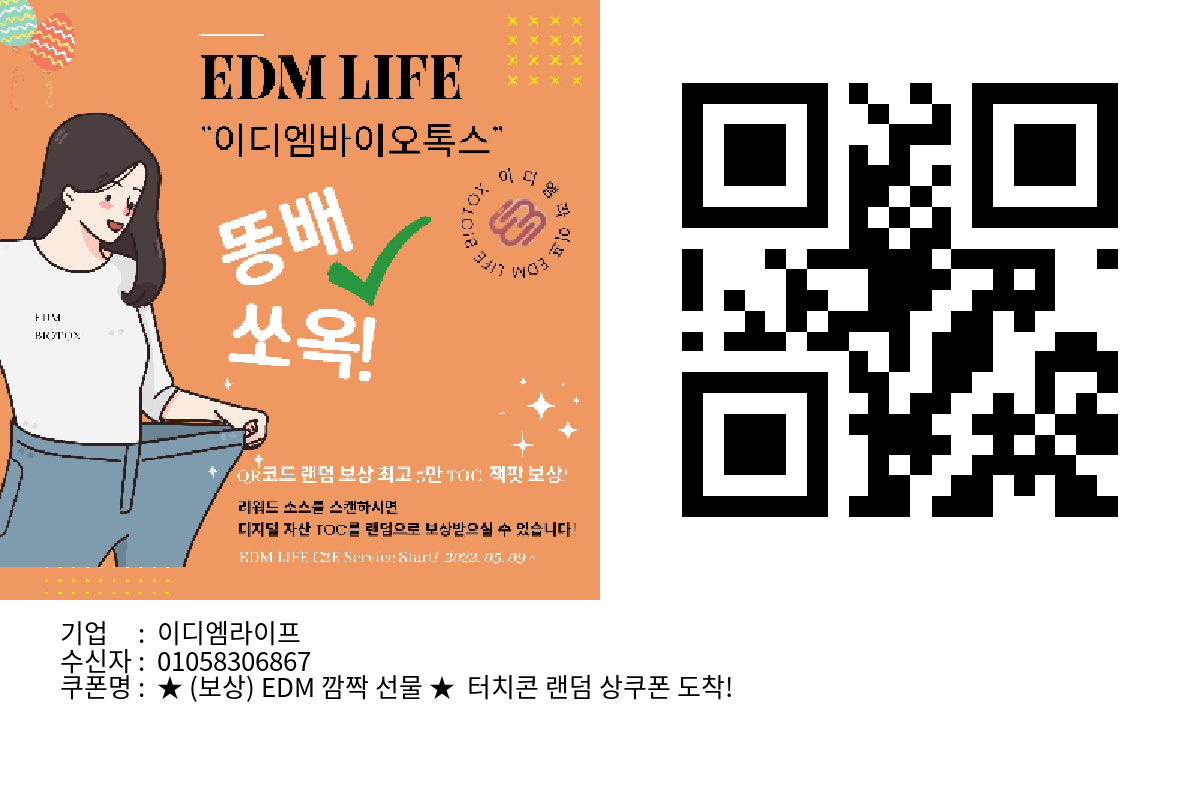 EDM LIFE
"이디엠바이오톡스"
이디엠라이프 EDM LIFE BIOTOX
똥배
쏘옥!
EDM
BIOTOX
QR코드 랜덤 보상 최고 5만 TOC 잭팟 보상!
리워드 소스를 스캔하시면
디지털 자산 TOC를 랜덤으로 보상받으실 수 있습니다!
EDM LIFE C2E Service Start! 2022. 05. 09 ~
기업 : 이디엠라이프
수신자 : 01058306867
쿠폰명 : ★ (보상) EDM 깜짝 선물 ★ 터치콘 랜덤 상쿠폰 도착!